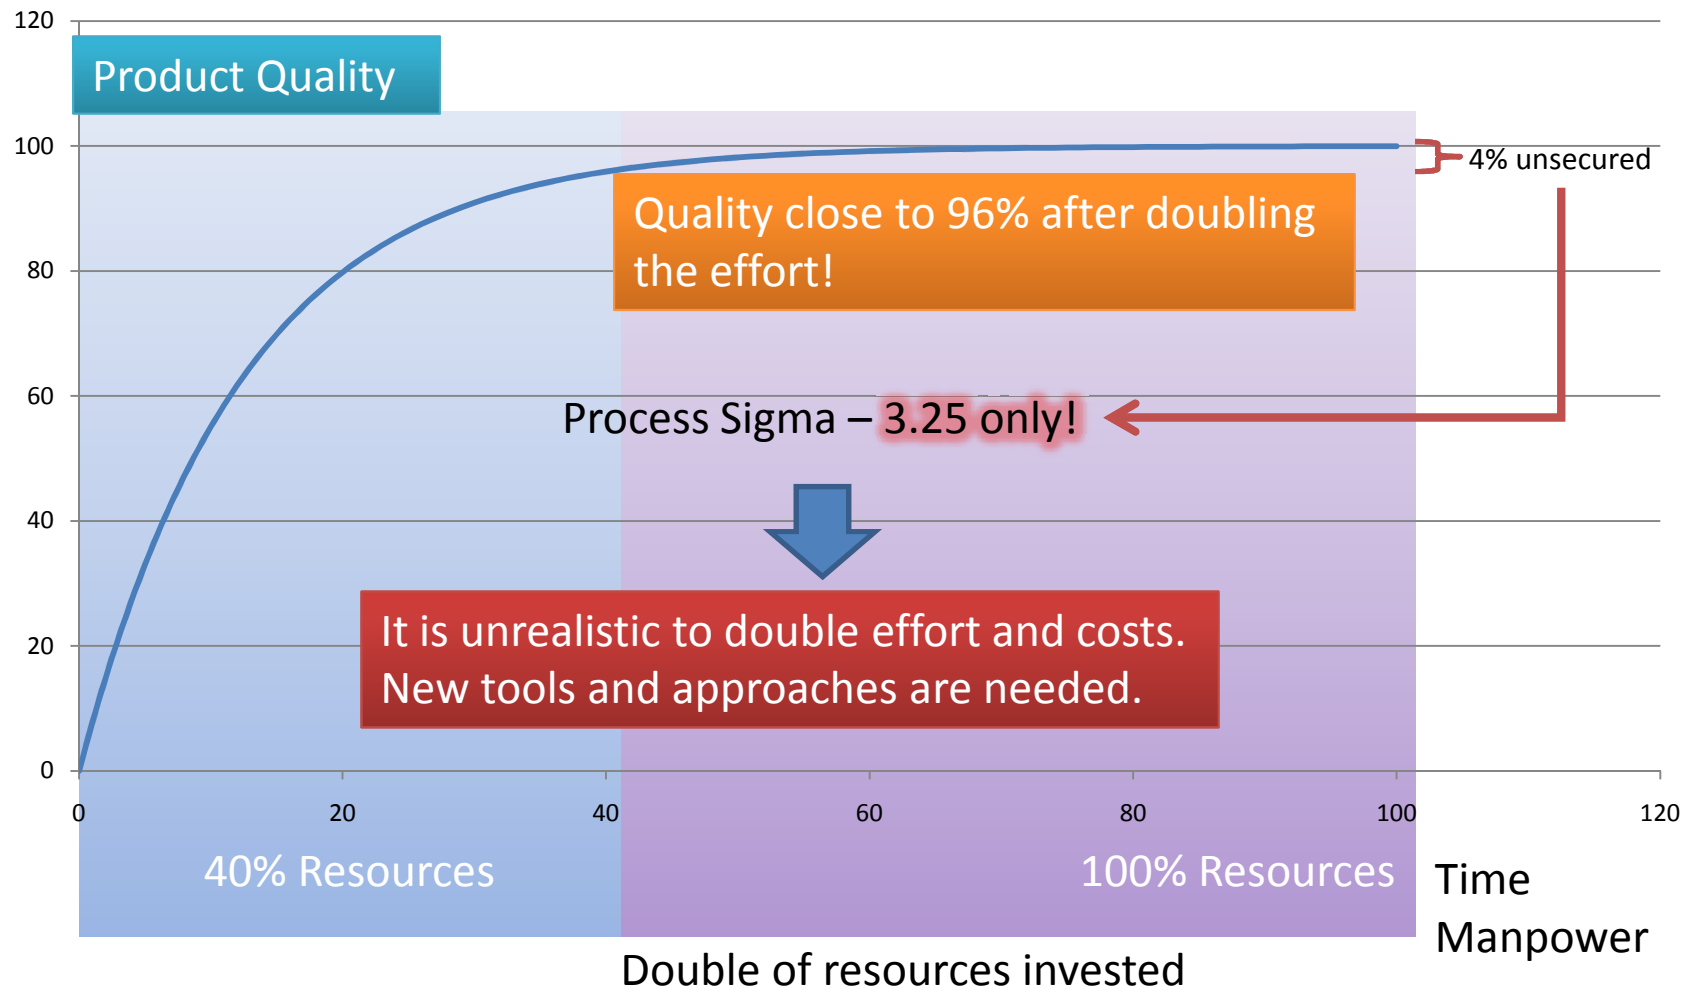 120
Product Quality
100
4% unsecured
Quality close to 96% after doubling
the effort!
80
60
Process Sigma – 3.25 only!
40
It is unrealistic to double effort and costs.
New tools and approaches are needed.
20
0
0 20 40 60 80 100 120
40% Resources
100% Resources
Time
Manpower
Double of resources invested